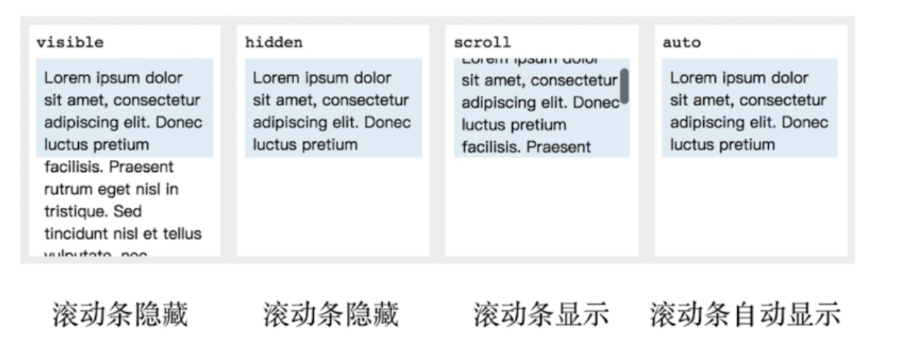 visible
Lorem ipsum dolor
sit amet, consectetur
adipiscing elit. Donec
luctus pretium
facilisis. Praesent
rutrum eget nisl in
tristique. Sed
tincidunt nisl et tellus
vulputate, nec
hidden
Lorem ipsum dolor
sit amet, consectetur
adipiscing elit. Donec
luctus pretium
scroll
Lorem ipsum dolor
sit amet, consectetur
adipiscing elit. Donec
luctus pretium
facilisis. Praesent
auto
Lorem ipsum dolor
sit amet, consectetur
adipiscing elit. Donec
luctus pretium
滚动条隐藏
滚动条隐藏
滚动条显示
滚动条自动显示